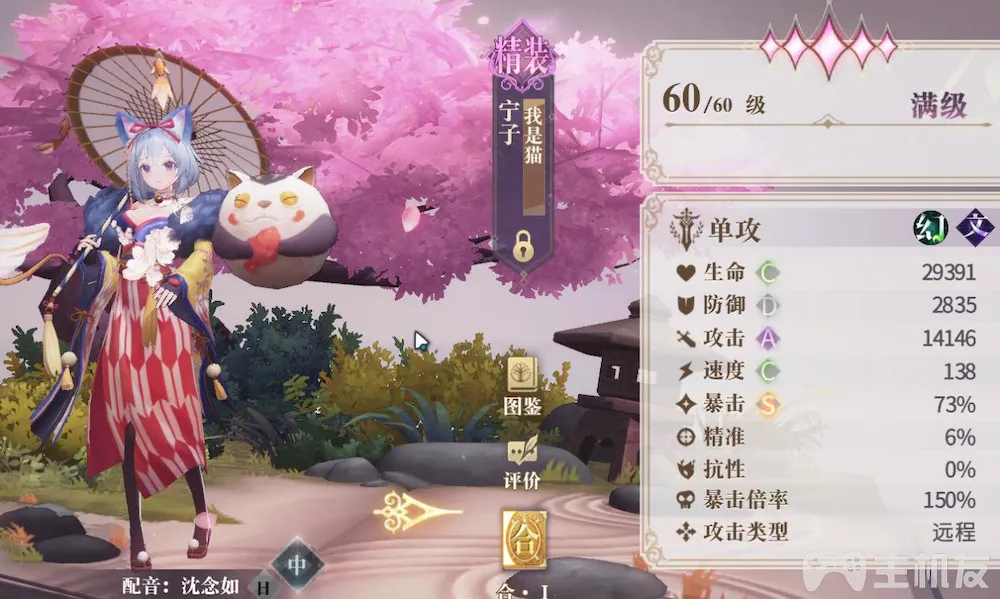 精装
我是猫
宁子
图鉴
评价
合
合·I
配音：沈念如
日
中
60/60 级
满级
单攻
幻
文
生命 C 29391
防御 D 2835
攻击 A 14146
速度 C 138
暴击 S 73%
精准 6%
抗性 0%
暴击倍率 150%
攻击类型 远程
主机友